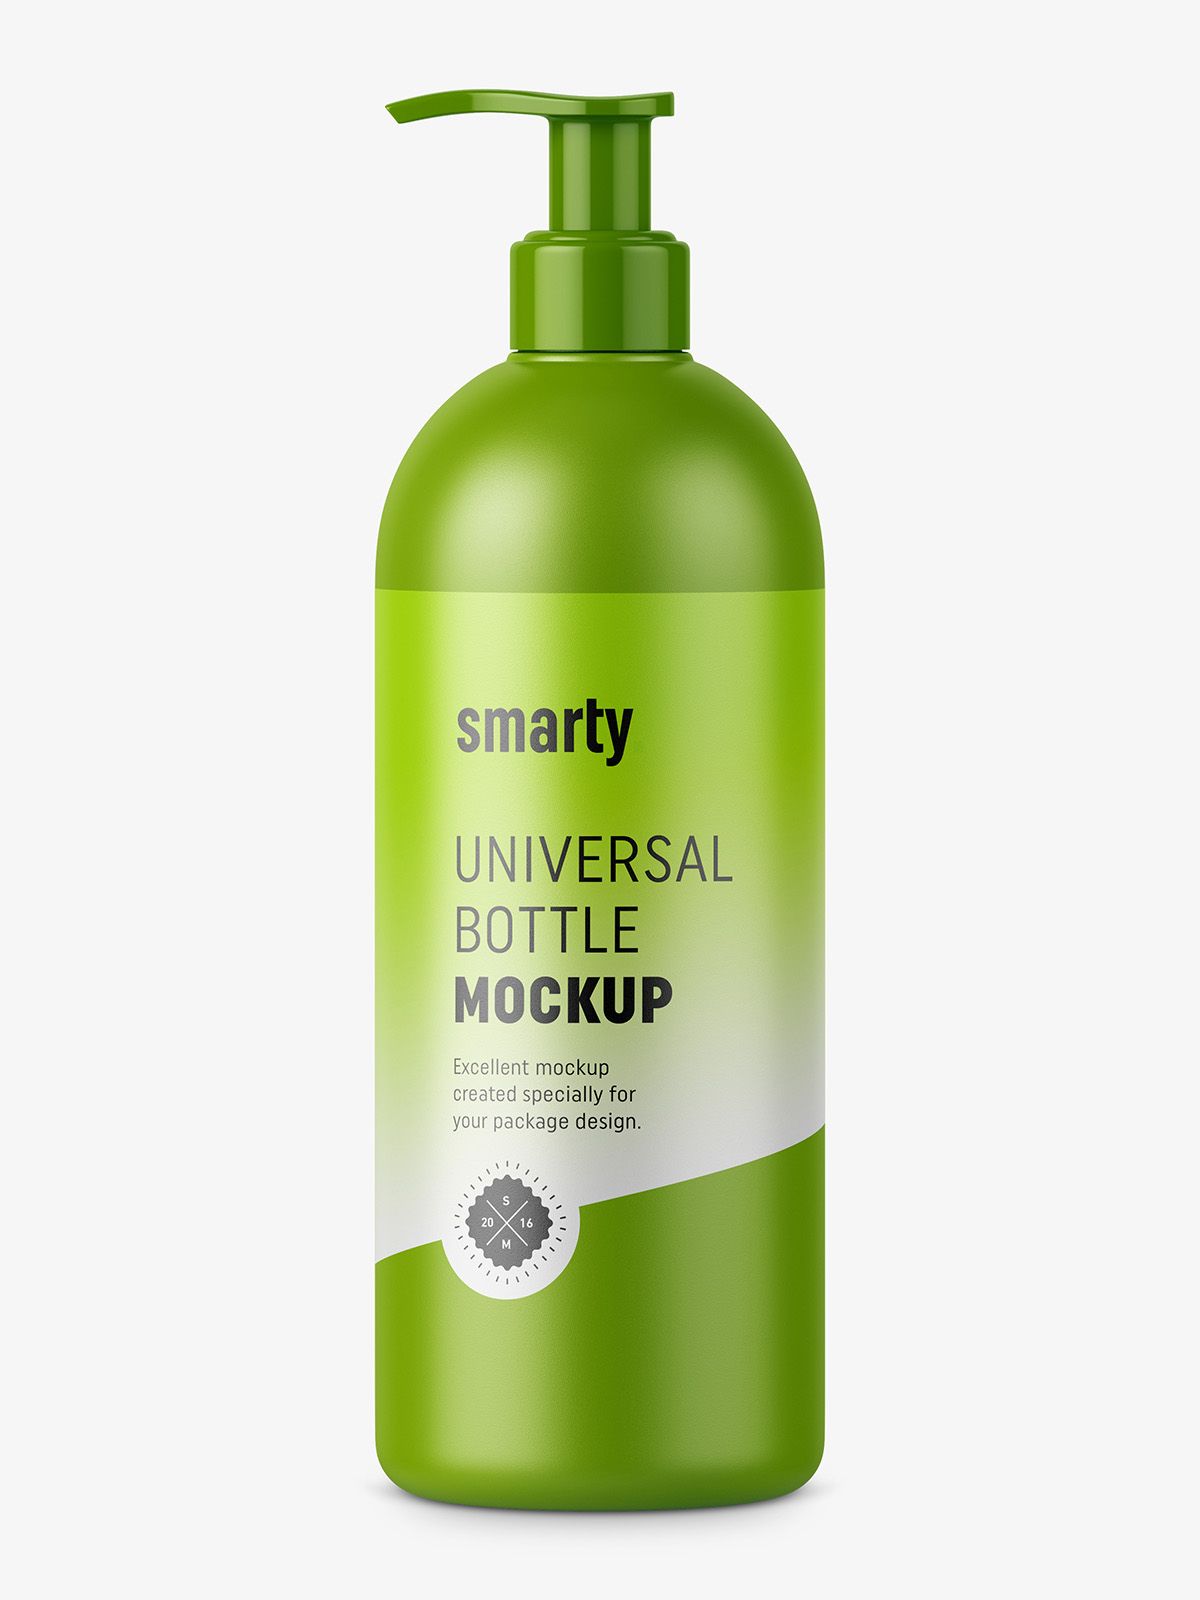 smarty
UNIVERSAL
BOTTLE
MOCKUP
Excellent mockup
created specially for
your package design.
S
20 16
M